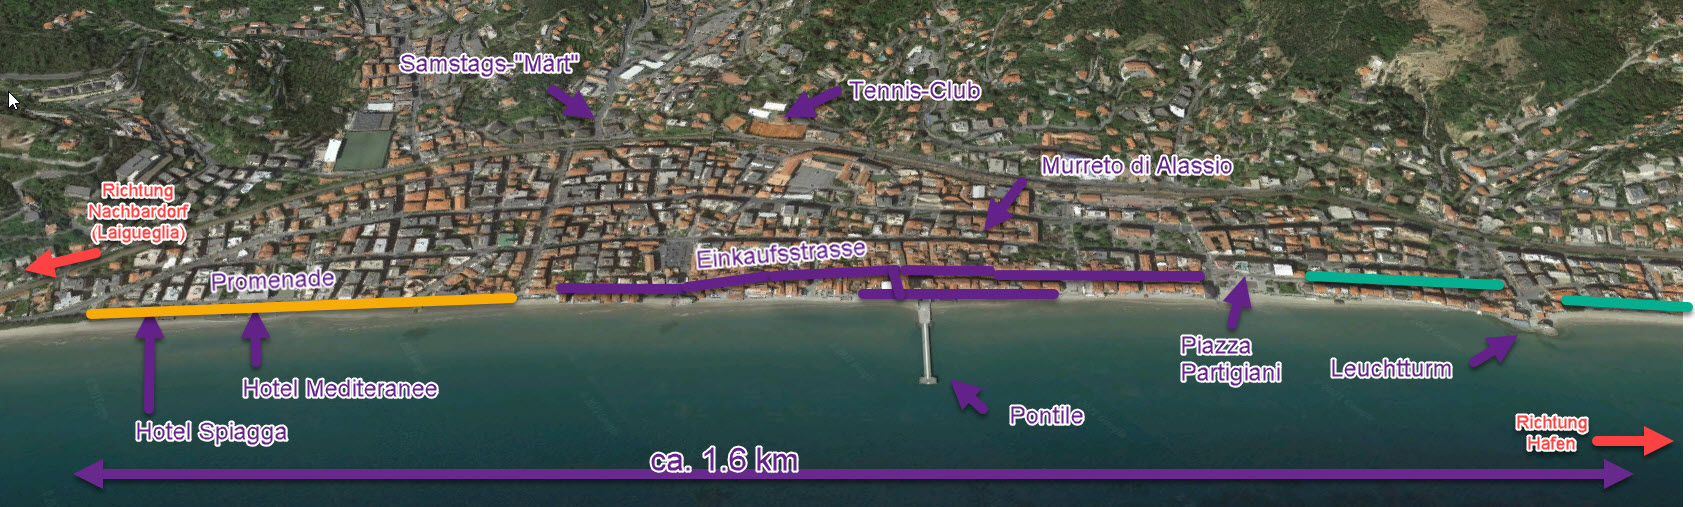 Samstags-"Märt"
Tennis-Club
Murreto di Alassio
Richtung
Nachbardorf
(Laigueglia)
Einkaufsstrasse
Promenade
Piazza
Partigiani
Leuchtturm
Hotel Mediteranee
Pontile
Hotel Spiagga
Richtung
Hafen
ca. 1.6 km